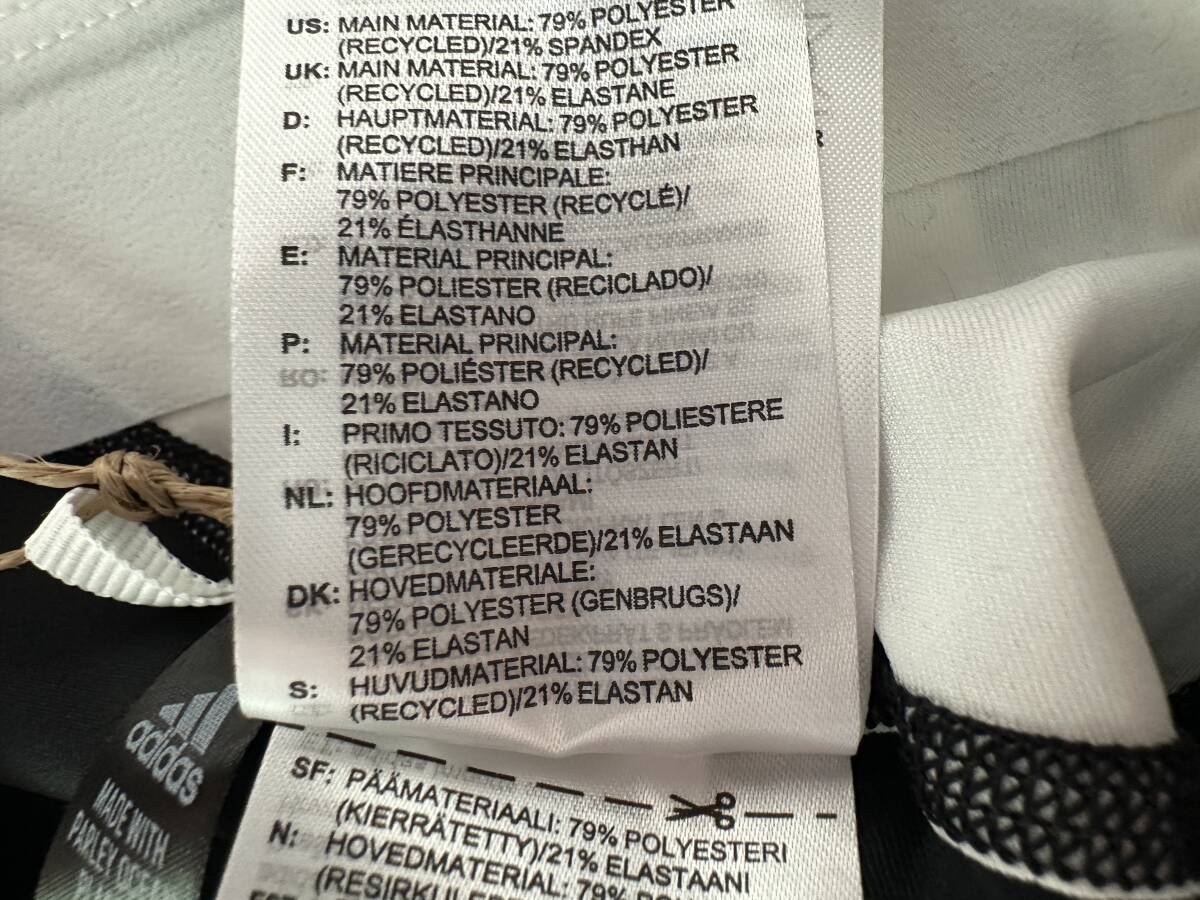 US: MAIN MATERIAL: 79% POLYESTER
(RECYCLED)/21% SPANDEX
UK: MAIN MATERIAL: 79% POLYESTER
(RECYCLED)/21% ELASTANE
D: HAUPTMATERIAL: 79% POLYESTER
(RECYCLED)/21% ELASTHAN
F: MATIERE PRINCIPALE:
79% POLYESTER (RECYCLÉ)/
21% ÉLASTHANNE
E: MATERIAL PRINCIPAL:
79% POLIESTER (RECICLADO)/
21% ELASTANO
P: MATERIAL PRINCIPAL:
79% POLIÉSTER (RECYCLED)/
21% ELASTANO
I: PRIMO TESSUTO: 79% POLIESTERE
(RICICLATO)/21% ELASTAN
NL: HOOFDMATERIAAL:
79% POLYESTER
(GERECYCLEERDE)/21% ELASTAAN
DK: HOVEDMATERIALE:
79% POLYESTER (GENBRUGS)/
21% ELASTAN
S: HUVUDMATERIAL: 79% POLYESTER
(RECYCLED)/21% ELASTAN
SF: PÄÄMATERIAALI: 79% POLYESTERI
(KIERRÄTETTY)/21% ELASTAANI
N: HOVEDMATERIAL: 79%
adidas
MADE WITH
PARLEY